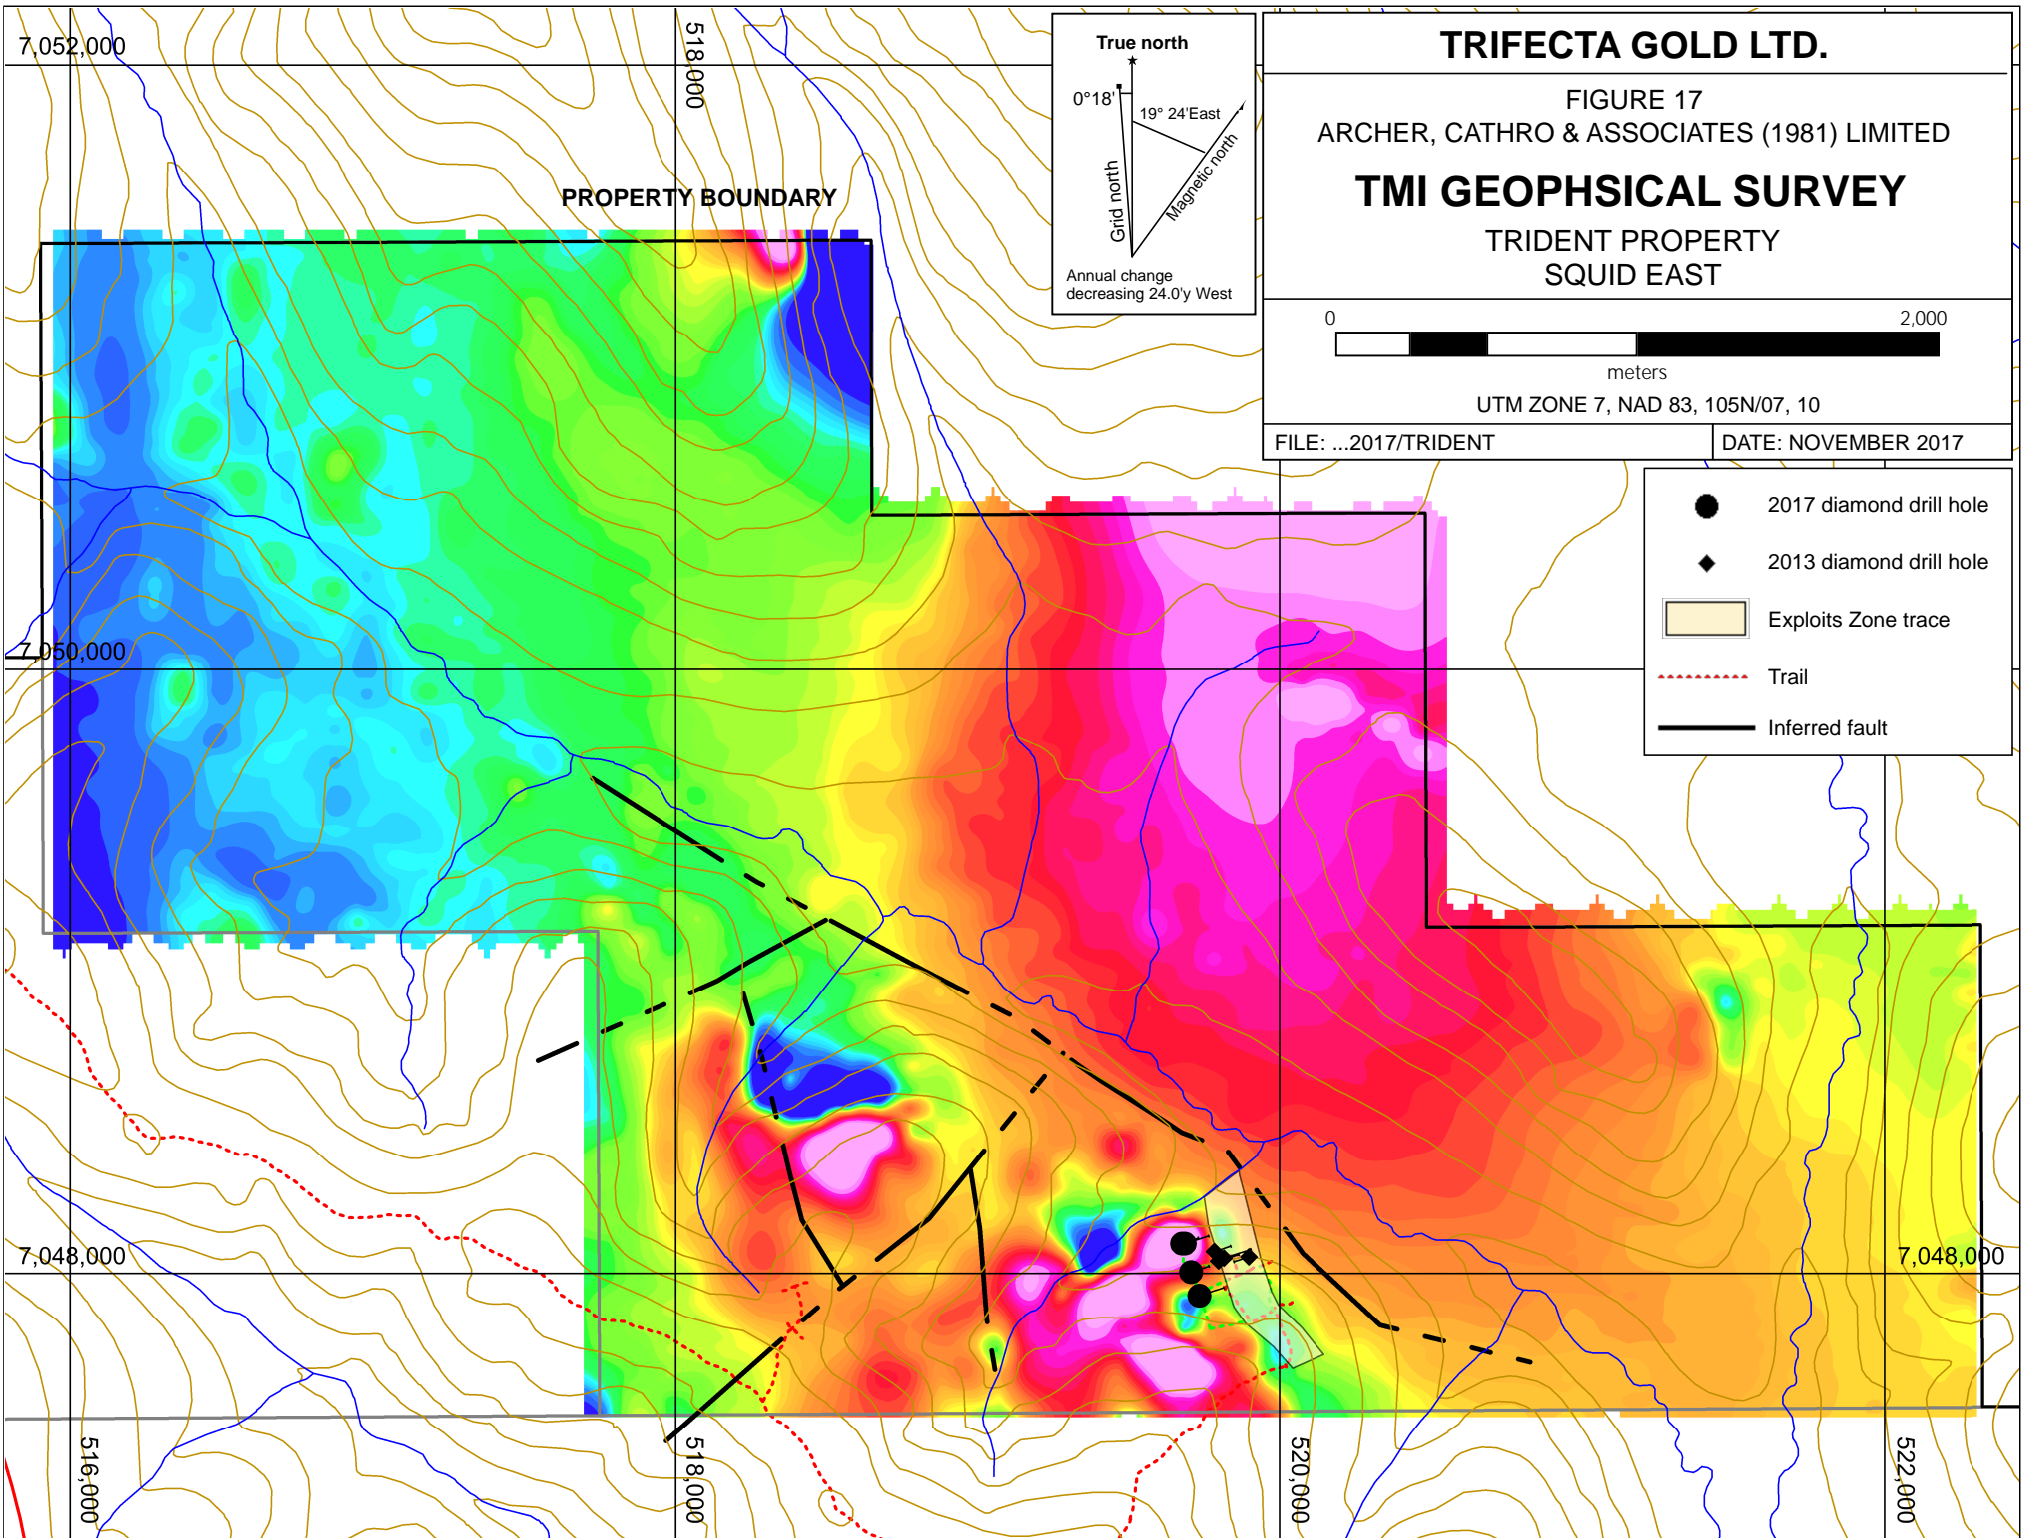 7,052,000
518,000
True north
0°18'
19° 24'East
Grid north
Magnetic north
Annual change
decreasing 24.0'y West
TRIFECTA GOLD LTD.
FIGURE 17
ARCHER, CATHRO & ASSOCIATES (1981) LIMITED
TMI GEOPHSICAL SURVEY
TRIDENT PROPERTY
SQUID EAST
0 2,000
meters
UTM ZONE 7, NAD 83, 105N/07, 10
FILE: ...2017/TRIDENT DATE: NOVEMBER 2017
PROPERTY BOUNDARY
2017 diamond drill hole
2013 diamond drill hole
Exploits Zone trace
Trail
Inferred fault
7,050,000
7,048,000
7,048,000
516,000
518,000
520,000
522,000